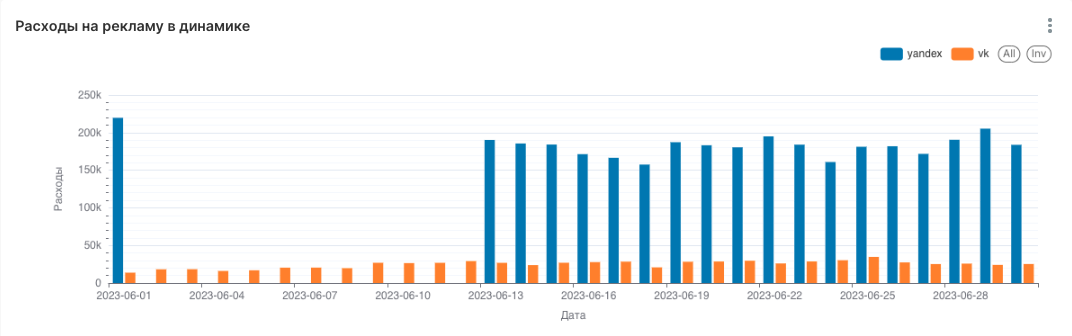 Расходы на рекламу в динамике
yandex vk All Inv
250k
200k
150k
100k
50k
0
Расходы
2023-06-01 2023-06-04 2023-06-07 2023-06-10 2023-06-13 2023-06-16 2023-06-19 2023-06-22 2023-06-25 2023-06-28
Дата